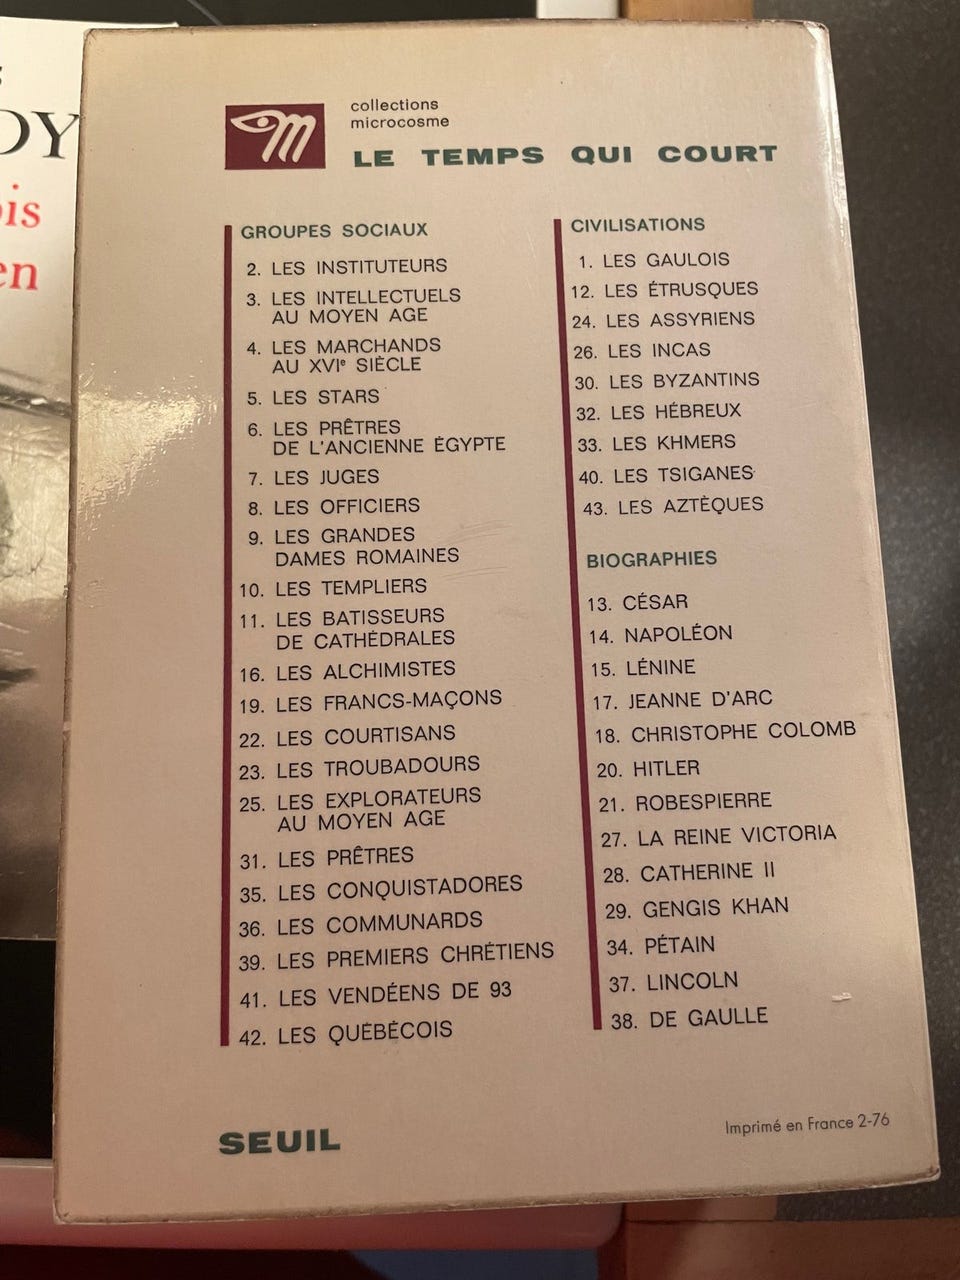 DY
en
collections
microcosme
LE TEMPS QUI COURT
GROUPES SOCIAUX
2. LES INSTITUTEURS
3. LES INTELLECTUELS
AU MOYEN AGE
4. LES MARCHANDS
AU XVIe SIÈCLE
5. LES STARS
6. LES PRÊTRES
DE L'ANCIENNE ÉGYPTE
7. LES JUGES
8. LES OFFICIERS
9. LES GRANDES
DAMES ROMAINES
10. LES TEMPLIERS
11. LES BATISSEURS
DE CATHÉDRALES
16. LES ALCHIMISTES
19. LES FRANCS-MAÇONS
22. LES COURTISANS
23. LES TROUBADOURS
25. LES EXPLORATEURS
AU MOYEN AGE
31. LES PRÊTRES
35. LES CONQUISTADORES
36. LES COMMUNARDS
39. LES PREMIERS CHRÉTIENS
41. LES VENDÉENS DE 93
42. LES QUÉBÉCOIS
CIVILISATIONS
1. LES GAULOIS
12. LES ÉTRUSQUES
24. LES ASSYRIENS
26. LES INCAS
30. LES BYZANTINS
32. LES HÉBREUX
33. LES KHMERS
40. LES TSIGANES
43. LES AZTÈQUES
BIOGRAPHIES
13. CÉSAR
14. NAPOLÉON
15. LÉNINE
17. JEANNE D'ARC
18. CHRISTOPHE COLOMB
20. HITLER
21. ROBESPIERRE
27. LA REINE VICTORIA
28. CATHERINE II
29. GENGIS KHAN
34. PÉTAIN
37. LINCOLN
38. DE GAULLE
SEUIL
Imprimé en France 2-76